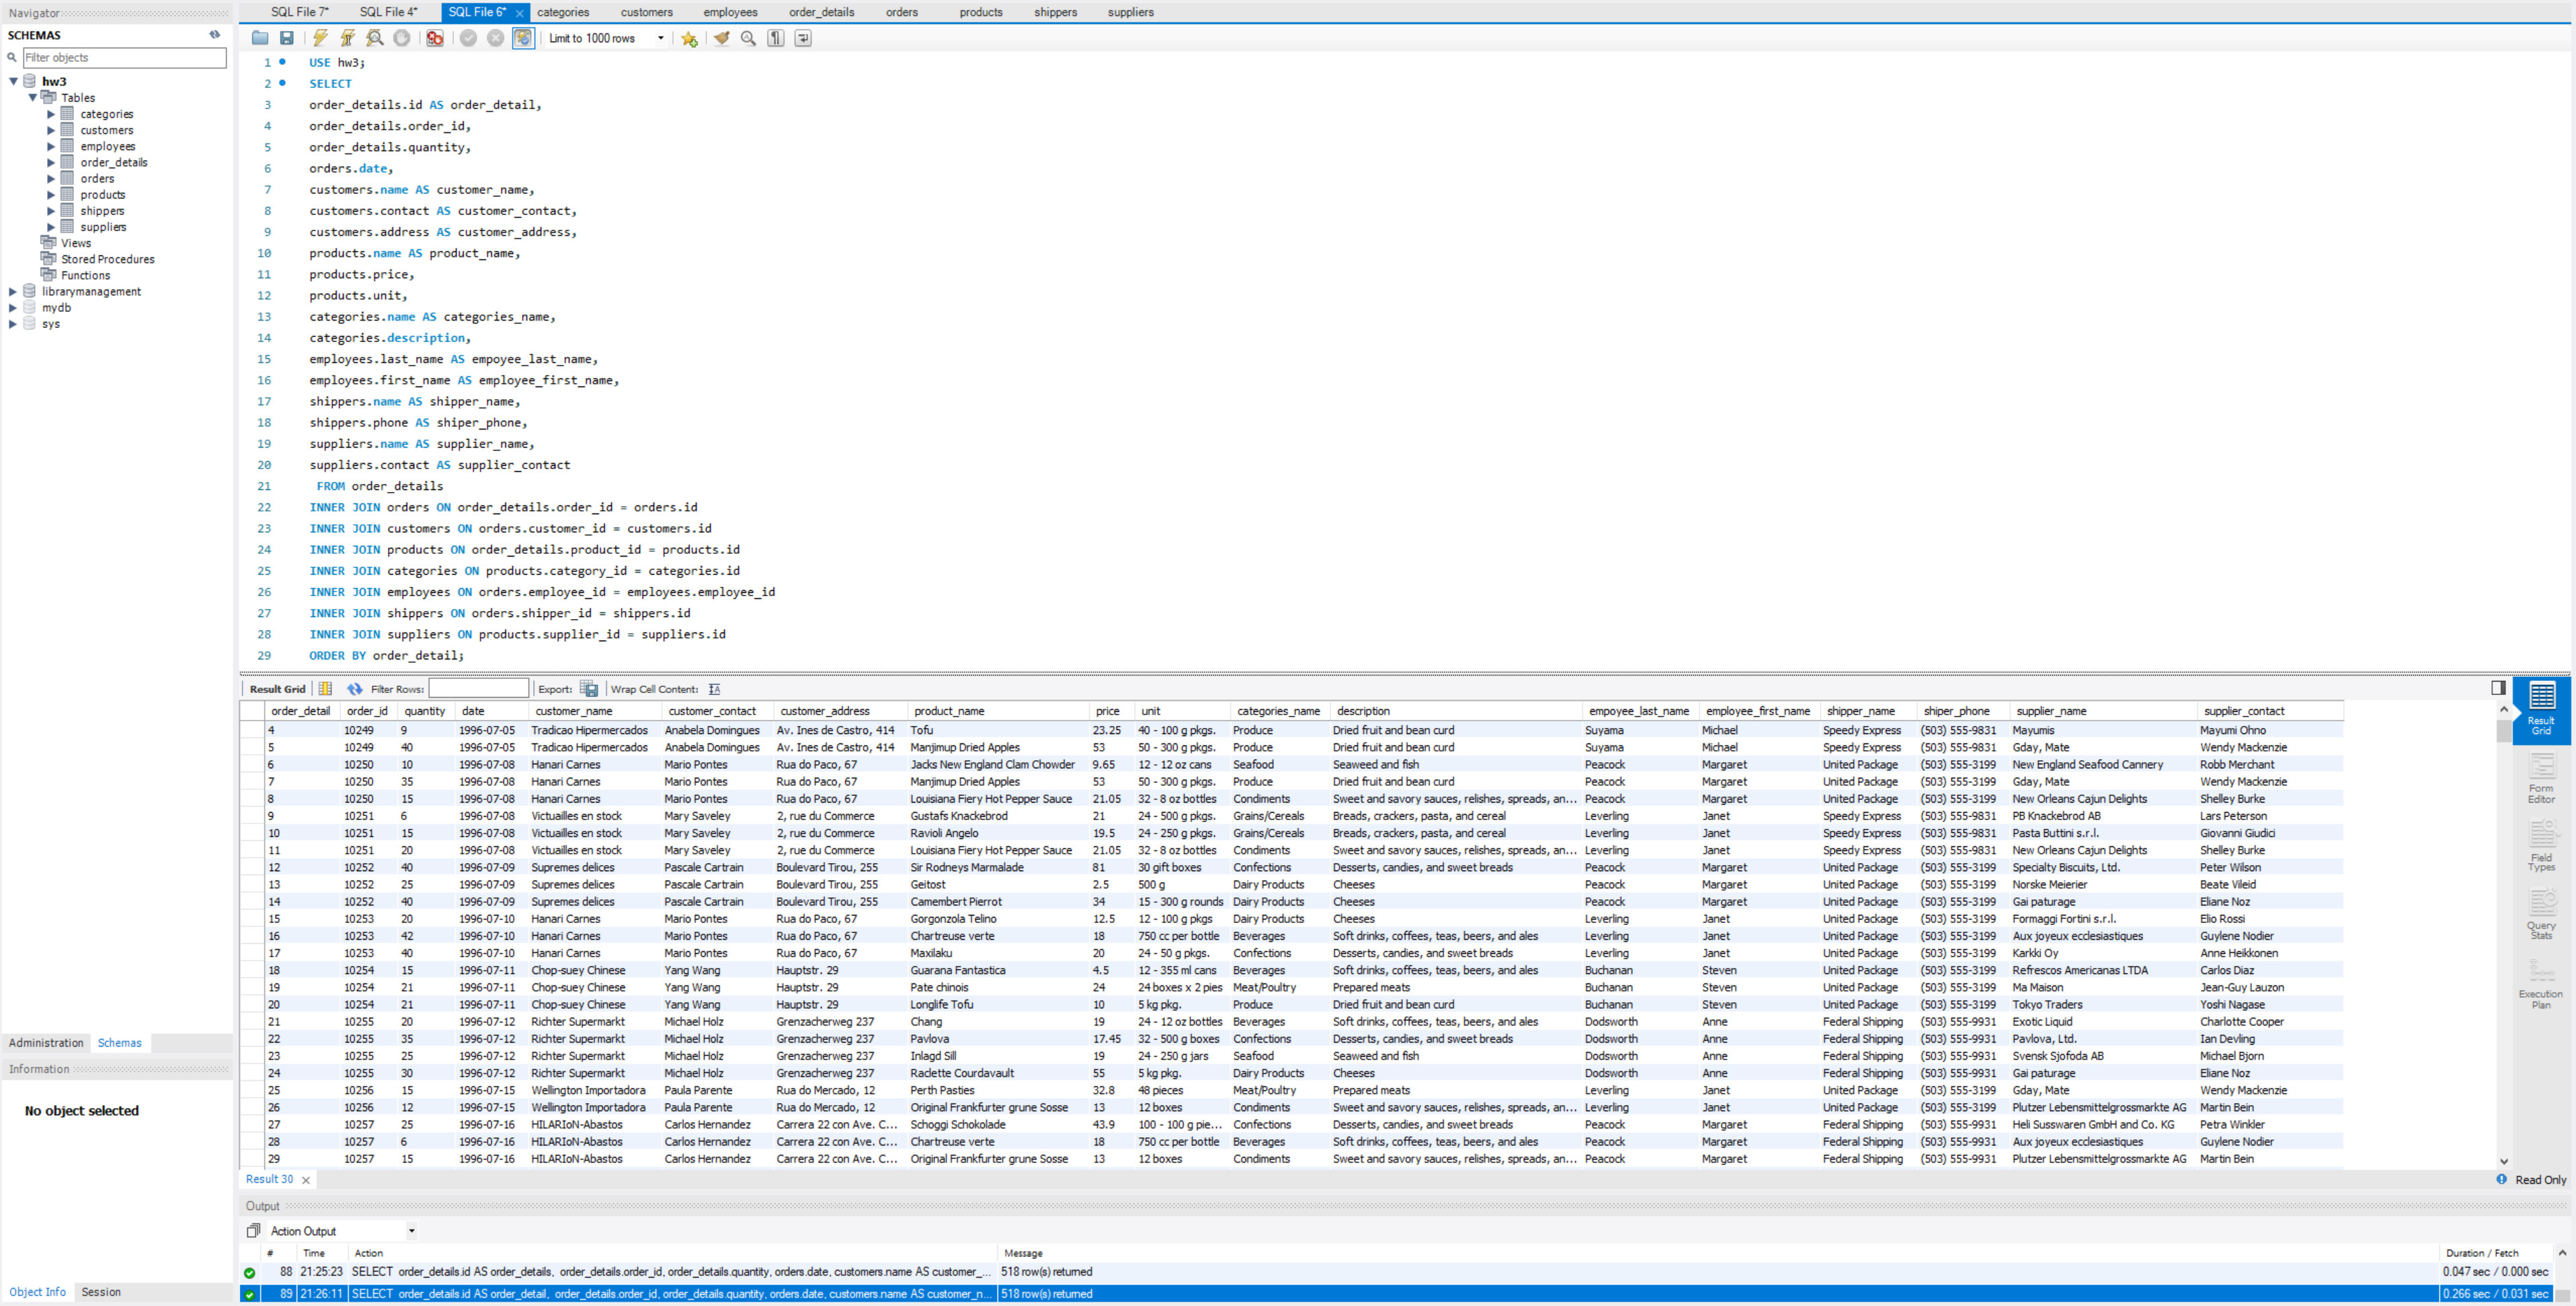 Navigator
SCHEMAS
Filter objects
hw3
Tables
categories
customers
employees
order_details
orders
products
shippers
suppliers
Views
Stored Procedures
Functions
librarymanagement
mydb
sys
Administration Schemas
Information
No object selected
Object Info Session
SQL File 7* SQL File 4* SQL File 6* categories customers employees order_details orders products shippers suppliers
Limit to 1000 rows
1 USE hw3;
2 SELECT
3 order_details.id AS order_detail,
4 order_details.order_id,
5 order_details.quantity,
6 orders.date,
7 customers.name AS customer_name,
8 customers.contact AS customer_contact,
9 customers.address AS customer_address,
10 products.name AS product_name,
11 products.price,
12 products.unit,
13 categories.name AS categories_name,
14 categories.description,
15 employees.last_name AS empoyee_last_name,
16 employees.first_name AS employee_first_name,
17 shippers.name AS shipper_name,
18 shippers.phone AS shiper_phone,
19 suppliers.name AS supplier_name,
20 suppliers.contact AS supplier_contact
21 FROM order_details
22 INNER JOIN orders ON order_details.order_id = orders.id
23 INNER JOIN customers ON orders.customer_id = customers.id
24 INNER JOIN products ON order_details.product_id = products.id
25 INNER JOIN categories ON products.category_id = categories.id
26 INNER JOIN employees ON orders.employee_id = employees.employee_id
27 INNER JOIN shippers ON orders.shipper_id = shippers.id
28 INNER JOIN suppliers ON products.supplier_id = suppliers.id
29 ORDER BY order_detail;
Result Grid Filter Rows: Export: Wrap Cell Content:
order_detail order_id quantity date customer_name customer_contact customer_address product_name price unit categories_name description empoyee_last_name employee_first_name shipper_name shiper_phone supplier_name supplier_contact
4 10249 9 1996-07-05 Tradicao Hipermercados Anabela Domingues Av. Ines de Castro, 414 Tofu 23.25 40 - 100 g pkgs. Produce Dried fruit and bean curd Suyama Michael Speedy Express (503) 555-9831 Mayumis Mayumi Ohno
5 10249 40 1996-07-05 Tradicao Hipermercados Anabela Domingues Av. Ines de Castro, 414 Manjimup Dried Apples 53 50 - 300 g pkgs. Produce Dried fruit and bean curd Suyama Michael Speedy Express (503) 555-9831 Gday, Mate Wendy Mackenzie
6 10250 10 1996-07-08 Hanari Carnes Mario Pontes Rua do Paco, 67 Jacks New England Clam Chowder 9.65 12 - 12 oz cans Seafood Seaweed and fish Peacock Margaret United Package (503) 555-3199 New England Seafood Cannery Robb Merchant
7 10250 35 1996-07-08 Hanari Carnes Mario Pontes Rua do Paco, 67 Manjimup Dried Apples 53 50 - 300 g pkgs. Produce Dried fruit and bean curd Peacock Margaret United Package (503) 555-3199 Gday, Mate Wendy Mackenzie
8 10250 15 1996-07-08 Hanari Carnes Mario Pontes Rua do Paco, 67 Louisiana Fiery Hot Pepper Sauce 21.05 32 - 8 oz bottles Condiments Sweet and savory sauces, relishes, spreads, an... Peacock Margaret United Package (503) 555-3199 New Orleans Cajun Delights Shelley Burke
9 10251 6 1996-07-08 Victuailles en stock Mary Saveley 2, rue du Commerce Gustafs Knackebrod 21 24 - 500 g pkgs. Grains/Cereals Breads, crackers, pasta, and cereal Leverling Janet Speedy Express (503) 555-9831 PB Knackebrod AB Lars Peterson
10 10251 15 1996-07-08 Victuailles en stock Mary Saveley 2, rue du Commerce Ravioli Angelo 19.5 24 - 250 g pkgs. Grains/Cereals Breads, crackers, pasta, and cereal Leverling Janet Speedy Express (503) 555-9831 Pasta Buttini s.r.l. Giovanni Giudici
11 10251 20 1996-07-08 Victuailles en stock Mary Saveley 2, rue du Commerce Louisiana Fiery Hot Pepper Sauce 21.05 32 - 8 oz bottles Condiments Sweet and savory sauces, relishes, spreads, an... Leverling Janet Speedy Express (503) 555-9831 New Orleans Cajun Delights Shelley Burke
12 10252 40 1996-07-09 Supremes delices Pascale Cartrain Boulevard Tirou, 255 Sir Rodneys Marmalade 81 30 gift boxes Confections Desserts, candies, and sweet breads Peacock Margaret United Package (503) 555-3199 Specialty Biscuits, Ltd. Peter Wilson
13 10252 25 1996-07-09 Supremes delices Pascale Cartrain Boulevard Tirou, 255 Geitost 2.5 500 g Dairy Products Cheeses Peacock Margaret United Package (503) 555-3199 Norske Meierier Beate Vileid
14 10252 40 1996-07-09 Supremes delices Pascale Cartrain Boulevard Tirou, 255 Camembert Pierrot 34 15 - 300 g rounds Dairy Products Cheeses Peacock Margaret United Package (503) 555-3199 Gai paturage Eliane Noz
15 10253 20 1996-07-10 Hanari Carnes Mario Pontes Rua do Paco, 67 Gorgonzola Telino 12.5 12 - 100 g pkgs Dairy Products Cheeses Leverling Janet United Package (503) 555-3199 Formaggi Fortini s.r.l. Elio Rossi
16 10253 42 1996-07-10 Hanari Carnes Mario Pontes Rua do Paco, 67 Chartreuse verte 18 750 cc per bottle Beverages Soft drinks, coffees, teas, beers, and ales Leverling Janet United Package (503) 555-3199 Aux joyeux ecclesiastiques Guylene Nodier
17 10253 40 1996-07-10 Hanari Carnes Mario Pontes Rua do Paco, 67 Maxilaku 20 24 - 50 g pkgs. Confections Desserts, candies, and sweet breads Leverling Janet United Package (503) 555-3199 Karkki Oy Anne Heikkonen
18 10254 15 1996-07-11 Chop-suey Chinese Yang Wang Hauptstr. 29 Guarana Fantastica 4.5 12 - 355 ml cans Beverages Soft drinks, coffees, teas, beers, and ales Buchanan Steven United Package (503) 555-3199 Refrescos Americanas LTDA Carlos Diaz
19 10254 21 1996-07-11 Chop-suey Chinese Yang Wang Hauptstr. 29 Pate chinois 24 24 boxes x 2 pies Meat/Poultry Prepared meats Buchanan Steven United Package (503) 555-3199 Ma Maison Jean-Guy Lauzon
20 10254 21 1996-07-11 Chop-suey Chinese Yang Wang Hauptstr. 29 Longlife Tofu 10 5 kg pkg. Produce Dried fruit and bean curd Buchanan Steven United Package (503) 555-3199 Tokyo Traders Yoshi Nagase
21 10255 20 1996-07-12 Richter Supermarkt Michael Holz Grenzacherweg 237 Chang 19 24 - 12 oz bottles Beverages Soft drinks, coffees, teas, beers, and ales Dodsworth Anne Federal Shipping (503) 555-9931 Exotic Liquid Charlotte Cooper
22 10255 35 1996-07-12 Richter Supermarkt Michael Holz Grenzacherweg 237 Pavlova 17.45 32 - 500 g boxes Confections Desserts, candies, and sweet breads Dodsworth Anne Federal Shipping (503) 555-9931 Pavlova, Ltd. Ian Devling
23 10255 25 1996-07-12 Richter Supermarkt Michael Holz Grenzacherweg 237 Inlagd Sill 19 24 - 250 g jars Seafood Seaweed and fish Dodsworth Anne Federal Shipping (503) 555-9931 Svensk Sjofoda AB Michael Bjorn
24 10255 30 1996-07-12 Richter Supermarkt Michael Holz Grenzacherweg 237 Raclette Courdavault 55 5 kg pkg. Dairy Products Cheeses Dodsworth Anne Federal Shipping (503) 555-9931 Gai paturage Eliane Noz
25 10256 15 1996-07-15 Wellington Importadora Paula Parente Rua do Mercado, 12 Perth Pasties 32.8 48 pieces Meat/Poultry Prepared meats Leverling Janet United Package (503) 555-3199 Gday, Mate Wendy Mackenzie
26 10256 12 1996-07-15 Wellington Importadora Paula Parente Rua do Mercado, 12 Original Frankfurter grune Sosse 13 12 boxes Condiments Sweet and savory sauces, relishes, spreads, an... Leverling Janet United Package (503) 555-3199 Plutzer Lebensmittelgrossmarkte AG Martin Bein
27 10257 25 1996-07-16 HILARIoN-Abastos Carlos Hernandez Carrera 22 con Ave. C... Schoggi Schokolade 43.9 100 - 100 g pie... Confections Desserts, candies, and sweet breads Peacock Margaret Federal Shipping (503) 555-9931 Heli Susswaren GmbH and Co. KG Petra Winkler
28 10257 6 1996-07-16 HILARIoN-Abastos Carlos Hernandez Carrera 22 con Ave. C... Chartreuse verte 18 750 cc per bottle Beverages Soft drinks, coffees, teas, beers, and ales Peacock Margaret Federal Shipping (503) 555-9931 Aux joyeux ecclesiastiques Guylene Nodier
29 10257 15 1996-07-16 HILARIoN-Abastos Carlos Hernandez Carrera 22 con Ave. C... Original Frankfurter grune Sosse 13 12 boxes Condiments Sweet and savory sauces, relishes, spreads, an... Peacock Margaret Federal Shipping (503) 555-9931 Plutzer Lebensmittelgrossmarkte AG Martin Bein
Result Grid
Form Editor
Field Types
Query Stats
Execution Plan
Result 30 Read Only
Output
Action Output
# Time Action Message Duration / Fetch
88 21:25:23 SELECT order_details.id AS order_details, order_details.order_id, order_details.quantity, orders.date, customers.name AS customer_... 518 row(s) returned 0.047 sec / 0.000 sec
89 21:26:11 SELECT order_details.id AS order_detail, order_details.order_id, order_details.quantity, orders.date, customers.name AS customer_n... 518 row(s) returned 0.266 sec / 0.031 sec